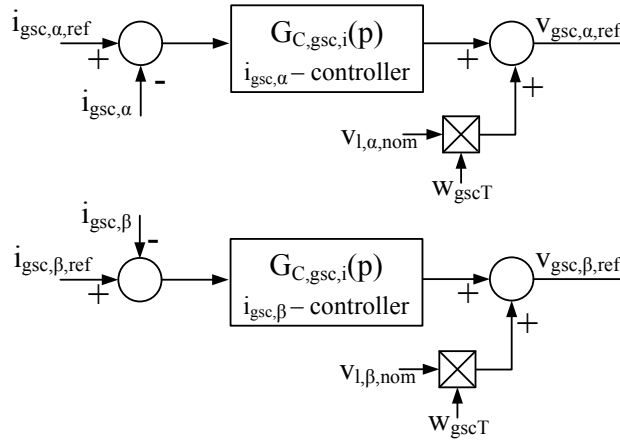 i_gsc,α,ref
+
-
i_gsc,α
G_C,gsc,i(p)
i_gsc,α – controller
+
v_gsc,α,ref
+
v_l,α,nom
w_gscT
i_gsc,β
-
i_gsc,β,ref
+
G_C,gsc,i(p)
i_gsc,β – controller
+
v_gsc,β,ref
+
v_l,β,nom
w_gscT